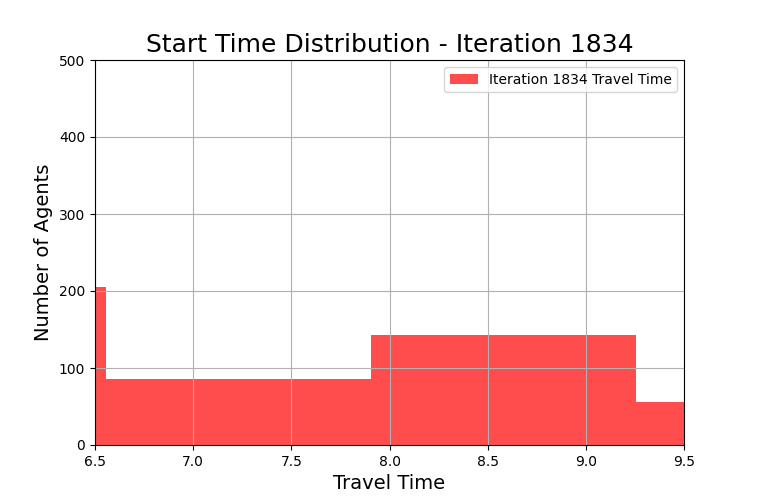 Start Time Distribution - Iteration 1834
500
400
300
200
100
0
Number of Agents
Iteration 1834 Travel Time
6.5 7.0 7.5 8.0 8.5 9.0 9.5
Travel Time